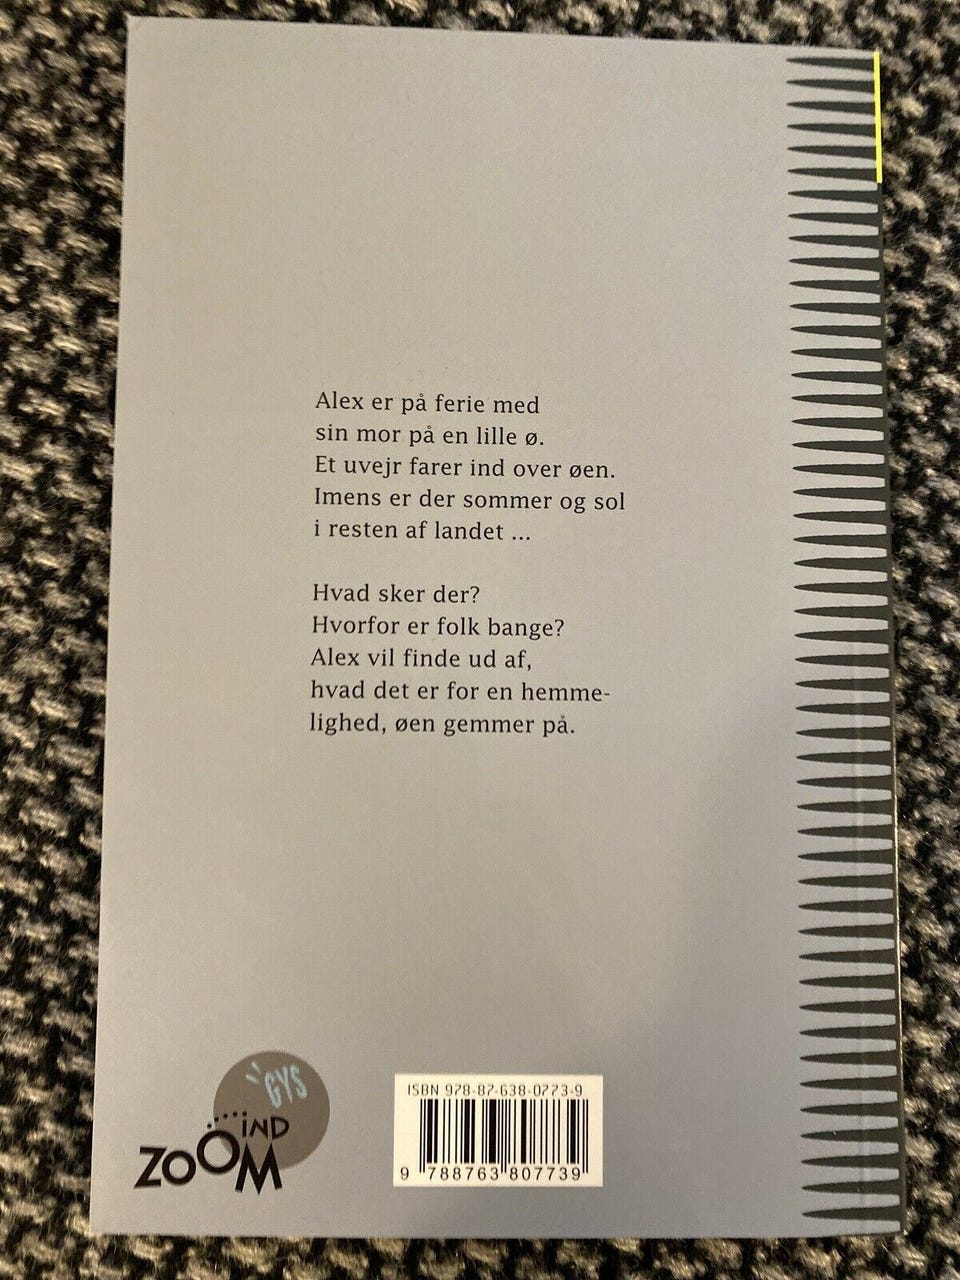 Alex er på ferie med
sin mor på en lille ø.
Et uvejr farer ind over øen.
Imens er der sommer og sol
i resten af landet ...
Hvad sker der?
Hvorfor er folk bange?
Alex vil finde ud af,
hvad det er for en hemme-
lighed, øen gemmer på.
GYS
IND
ZOOM
ISBN 978-87-638-0773-9
9 788763 807739